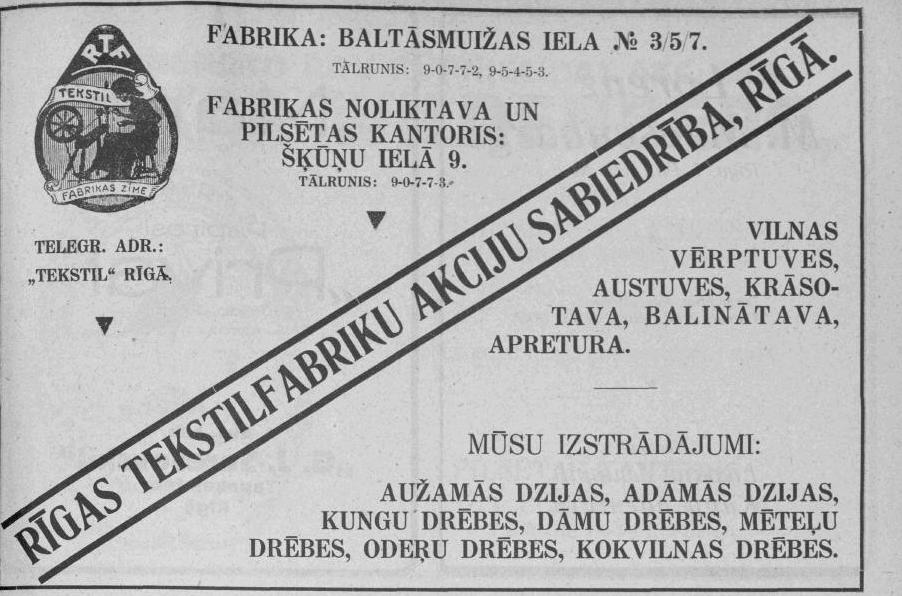 RTF
TEKSTIL
FABRIKAS ZĪME
TELEGR. ADR.:
„TEKSTIL“ RĪGĀ.
FABRIKA: BALTĀSMUIŽAS IELA № 3/5/7.
TĀLRUNIS: 9-0-7-7-2, 9-5-4-5-3.
FABRIKAS NOLIKTAVA UN
PILSĒTAS KANTORIS:
ŠĶŪŅU IELĀ 9.
TĀLRUNIS: 9-0-7-7-3.
RĪGAS TEKSTILFABRIKU AKCIJU SABIEDRĪBA, RĪGĀ.
VILNAS
VĒRPTUVES,
AUSTUVES, KRĀSO-
TAVA, BALINĀTAVA,
APRETURA.
MŪSU IZSTRĀDĀJUMI:
AUŽAMĀS DZIJAS, ADĀMĀS DZIJAS,
KUNGU DRĒBES, DĀMU DRĒBES, MĒTEĻU
DRĒBES, ODERU DRĒBES, KOKVILNAS DRĒBES.